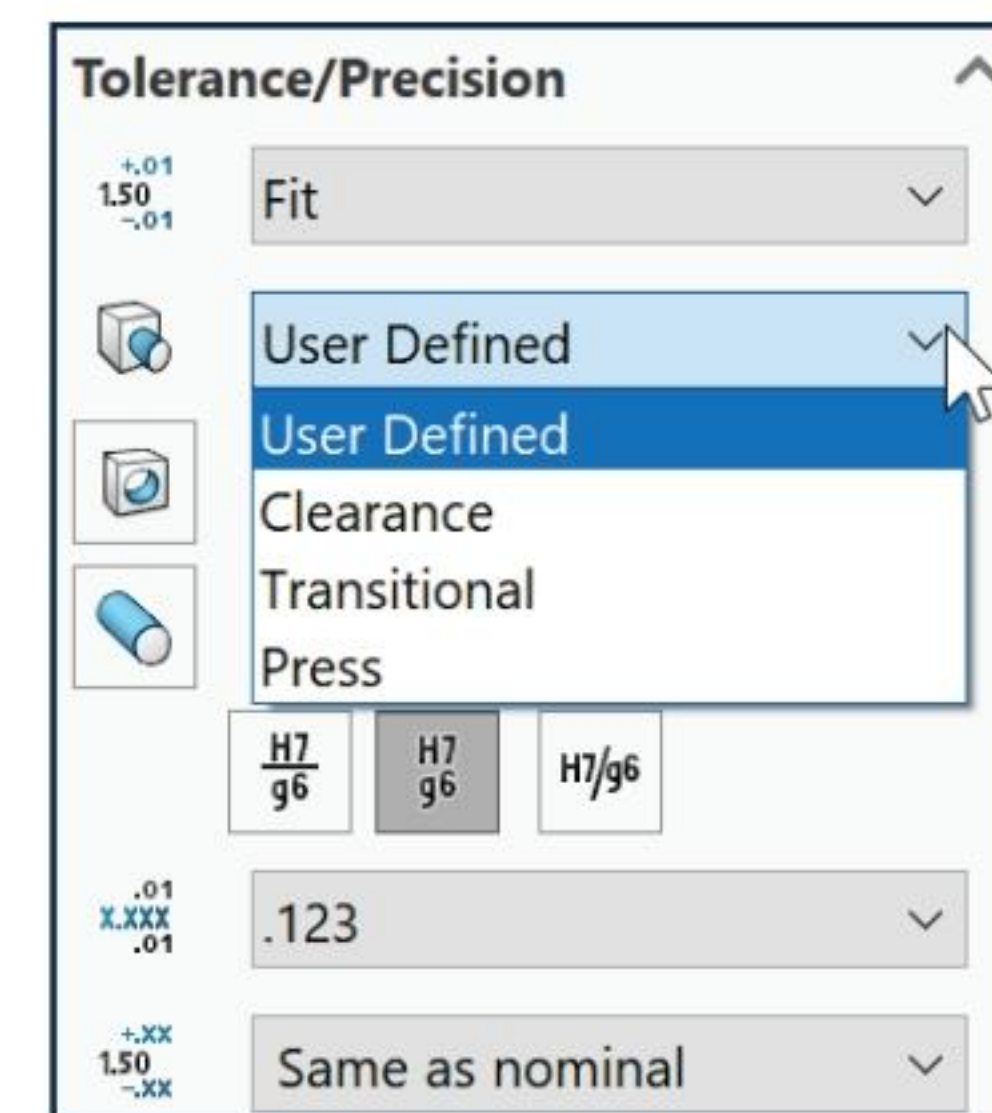 Tolerance/Precision
+.01
1.50
-.01
Fit
User Defined
User Defined
Clearance
Transitional
Press
H7
g6
H7
g6
H7/g6
.01
X.XXX
.01
.123
+.XX
1.50
-.XX
Same as nominal